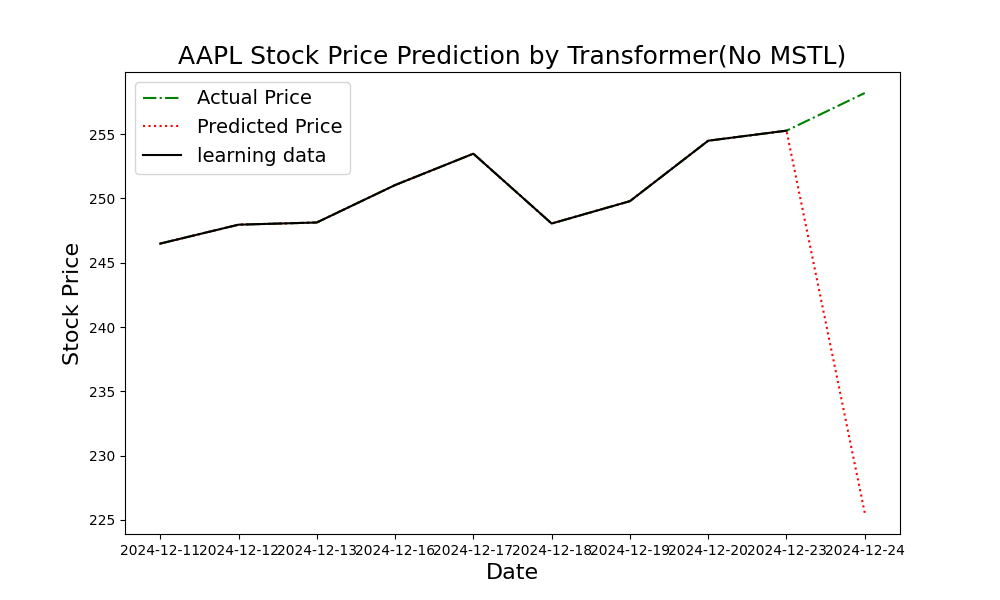 AAPL Stock Price Prediction by Transformer(No MSTL)
Actual Price
Predicted Price
learning data
Stock Price
255
250
245
240
235
230
225
2024-12-11 2024-12-12 2024-12-13 2024-12-16 2024-12-17 2024-12-18 2024-12-19 2024-12-20 2024-12-23 2024-12-24
Date